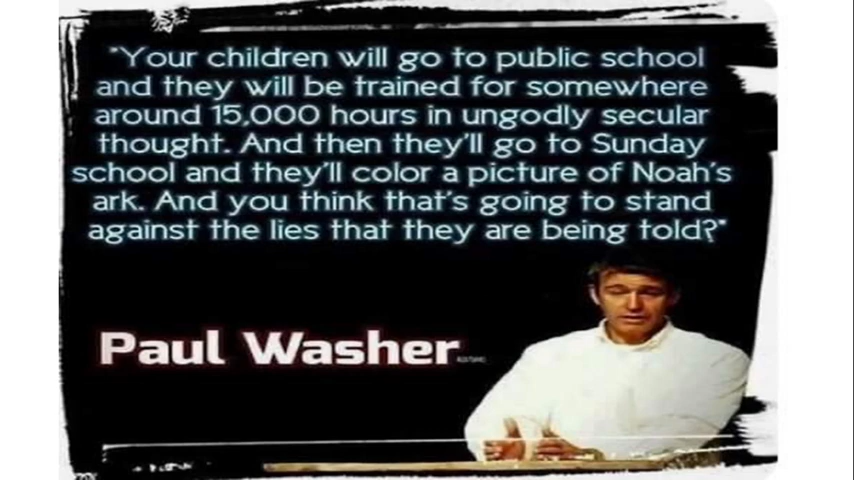 "Your children will go to public school
and they will be trained for somewhere
around 15,000 hours in ungodly secular
thought. And then they'll go to Sunday
school and they'll color a picture of Noah's
ark. And you think that's going to stand
against the lies that they are being told?"
Paul Washer